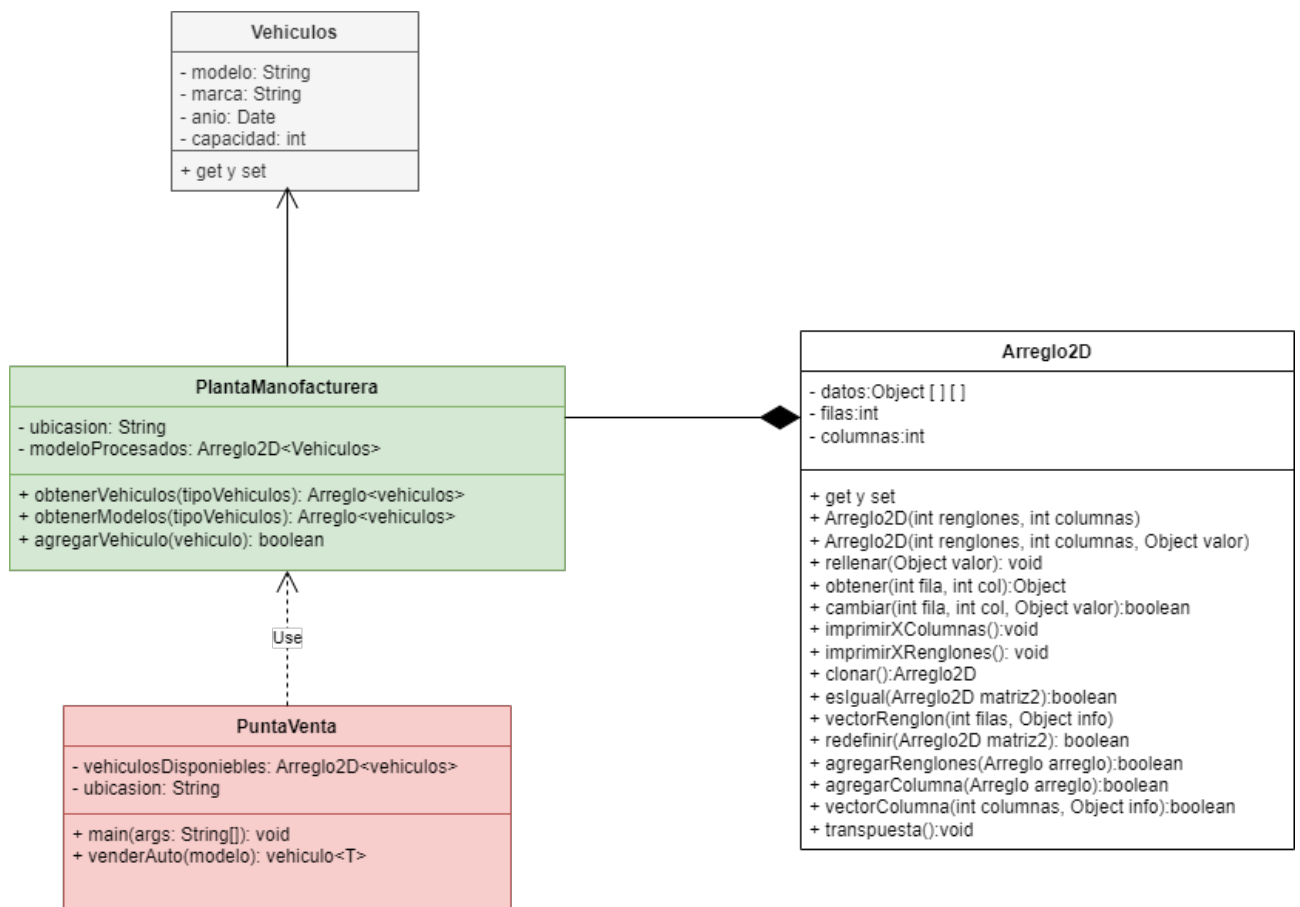 Vehiculos
- modelo: String
- marca: String
- anio: Date
- capacidad: int
+ get y set
PlantaManofacturera
- ubicasion: String
- modeloProcesados: Arreglo2D<Vehiculos>
+ obtenerVehiculos(tipoVehiculos): Arreglo<vehiculos>
+ obtenerModelos(tipoVehiculos): Arreglo<vehiculos>
+ agregarVehiculo(vehiculo): boolean
Use
PuntaVenta
- vehiculosDisponiebles: Arreglo2D<vehiculos>
- ubicasion: String
+ main(args: String[]): void
+ venderAuto(modelo): vehiculo<T>
Arreglo2D
- datos:Object [ ] [ ]
- filas:int
- columnas:int
+ get y set
+ Arreglo2D(int renglones, int columnas)
+ Arreglo2D(int renglones, int columnas, Object valor)
+ rellenar(Object valor): void
+ obtener(int fila, int col):Object
+ cambiar(int fila, int col, Object valor):boolean
+ imprimirXColumnas():void
+ imprimirXRenglones(): void
+ clonar():Arreglo2D
+ esIgual(Arreglo2D matriz2):boolean
+ vectorRenglon(int filas, Object info)
+ redefinir(Arreglo2D matriz2): boolean
+ agregarRenglones(Arreglo arreglo):boolean
+ agregarColumna(Arreglo arreglo):boolean
+ vectorColumna(int columnas, Object info):boolean
+ transpuesta():void